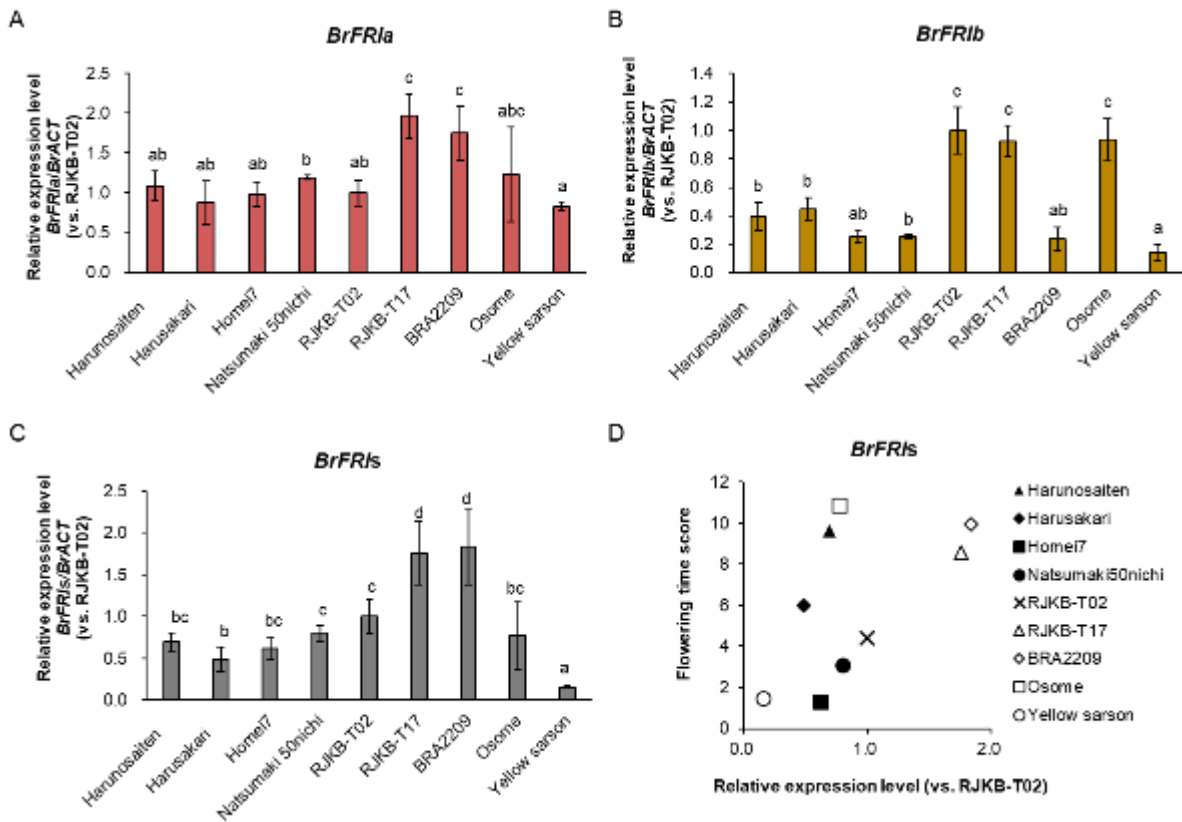 A
BrFRIa
Relative expression level
BrFRIa/BrACT
(vs. RJKB-T02)
2.5
2.0
1.5
1.0
0.5
0.0
ab
ab
ab
b
ab
c
c
abc
a
Harunosaiten
Harusakari
Homei7
Natsumaki 50nichi
RJKB-T02
RJKB-T17
BRA2209
Osome
Yellow sarson
B
BrFRIb
Relative expression level
BrFRIb/BrACT
(vs. RJKB-T02)
1.4
1.2
1.0
0.8
0.6
0.4
0.2
0.0
b
b
ab
b
c
c
ab
c
a
Harunosaiten
Harusakari
Homei7
Natsumaki 50nichi
RJKB-T02
RJKB-T17
BRA2209
Osome
Yellow sarson
C
BrFRIs
Relative expression level
BrFRIs/BrACT
(vs. RJKB-T02)
2.5
2.0
1.5
1.0
0.5
0.0
bc
b
bc
c
c
d
d
bc
a
Harunosaiten
Harusakari
Homei7
Natsumaki 50nichi
RJKB-T02
RJKB-T17
BRA2209
Osome
Yellow sarson
D
BrFRIs
Flowering time score
12
10
8
6
4
2
0
0.0
1.0
2.0
Relative expression level (vs. RJKB-T02)
Harunosaiten
Harusakari
Homei7
Natsumaki50nichi
RJKB-T02
RJKB-T17
BRA2209
Osome
Yellow sarson